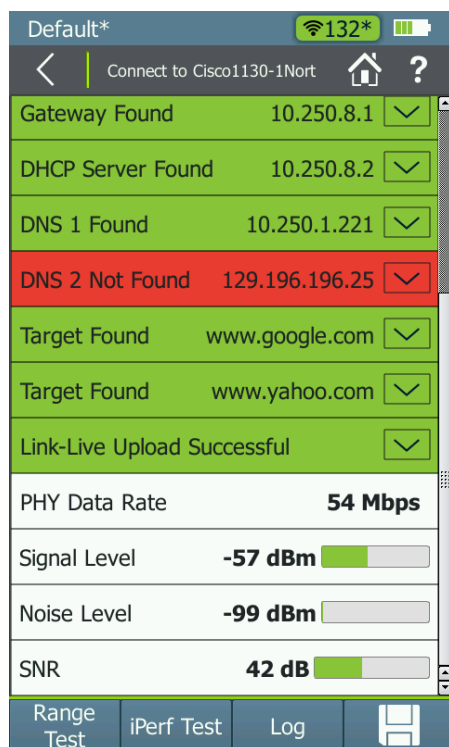 Default* 132*
Connect to Cisco1130-1Nort ?
Gateway Found 10.250.8.1
DHCP Server Found 10.250.8.2
DNS 1 Found 10.250.1.221
DNS 2 Not Found 129.196.196.25
Target Found www.google.com
Target Found www.yahoo.com
Link-Live Upload Successful
PHY Data Rate 54 Mbps
Signal Level -57 dBm
Noise Level -99 dBm
SNR 42 dB
Range
Test iPerf Test Log